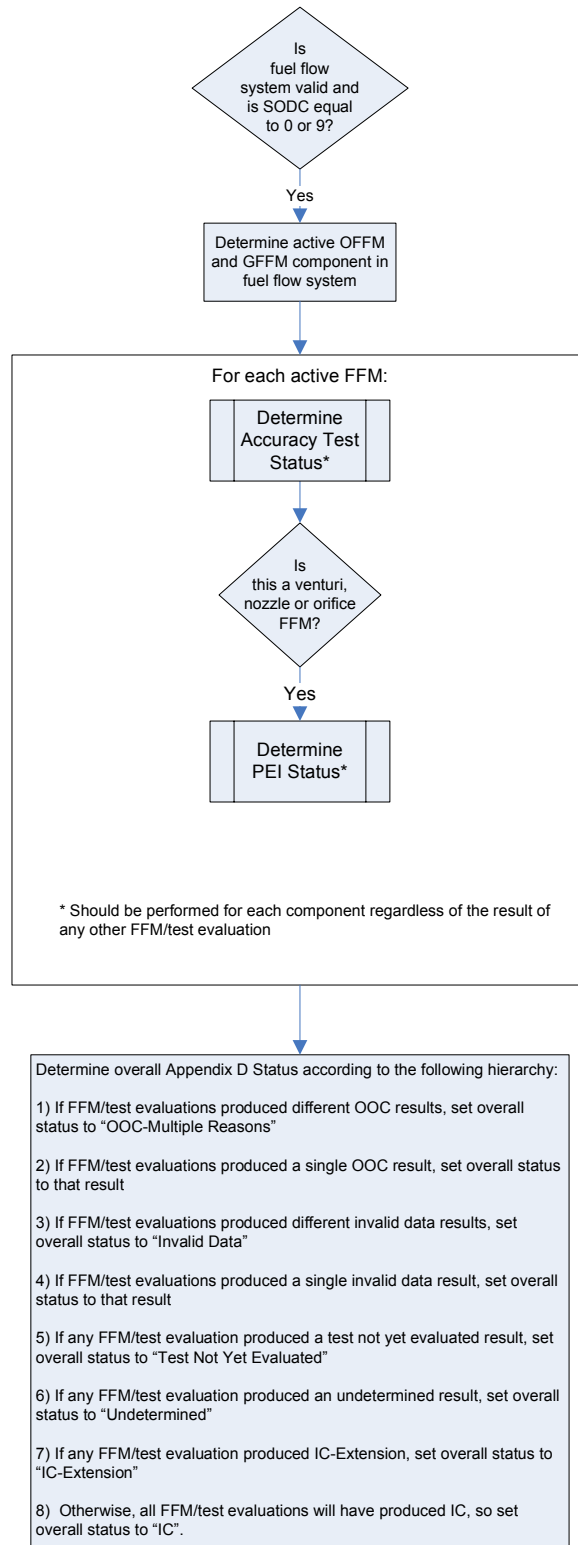 Is
fuel flow
system valid and
is SODC equal
to 0 or 9?
Yes
Determine active OFFM
and GFFM component in
fuel flow system
For each active FFM:
Determine
Accuracy Test
Status*
Is
this a venturi,
nozzle or orifice
FFM?
Yes
Determine
PEI Status*
* Should be performed for each component regardless of the result of
any other FFM/test evaluation
Determine overall Appendix D Status according to the following hierarchy:
1) If FFM/test evaluations produced different OOC results, set overall
status to “OOC-Multiple Reasons”
2) If FFM/test evaluations produced a single OOC result, set overall status
to that result
3) If FFM/test evaluations produced different invalid data results, set
overall status to “Invalid Data”
4) If FFM/test evaluations produced a single invalid data result, set overall
status to that result
5) If any FFM/test evaluation produced a test not yet evaluated result, set
overall status to “Test Not Yet Evaluated”
6) If any FFM/test evaluation produced an undetermined result, set overall
status to “Undetermined”
7) If any FFM/test evaluation produced IC-Extension, set overall status to
“IC-Extension”
8) Otherwise, all FFM/test evaluations will have produced IC, so set
overall status to “IC”.